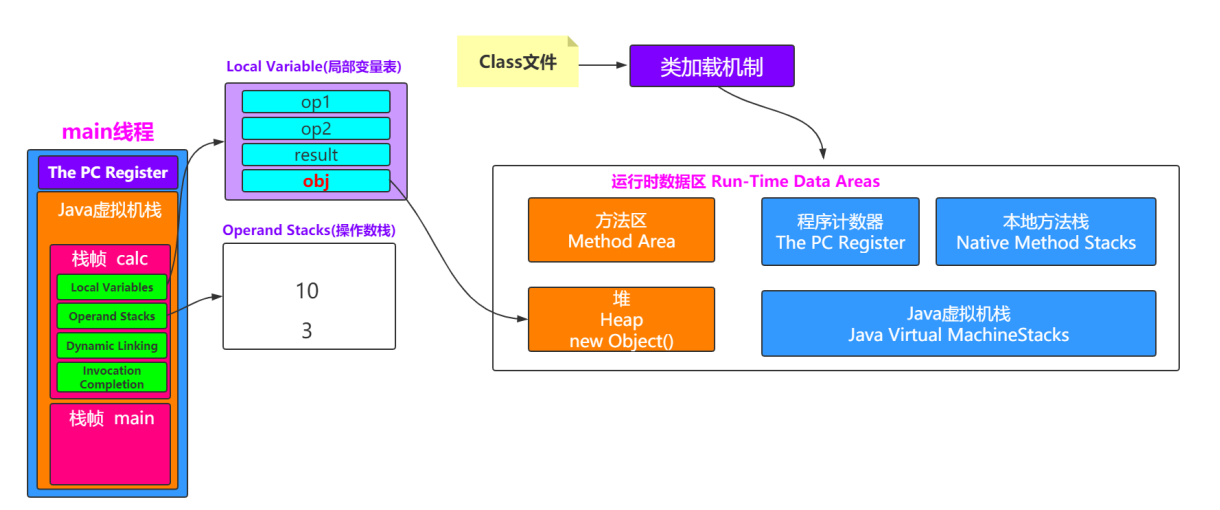 Class文件
类加载机制
Local Variable(局部变量表)
op1
op2
result
obj
main线程
The PC Register
Java虚拟机栈
栈帧 calc
Local Variables
Operand Stacks
Dynamic Linking
Invocation
Completion
栈帧 main
Operand Stacks(操作数栈)
10
3
运行时数据区 Run-Time Data Areas
方法区
Method Area
程序计数器
The PC Register
本地方法栈
Native Method Stacks
堆
Heap
new Object()
Java虚拟机栈
Java Virtual MachineStacks